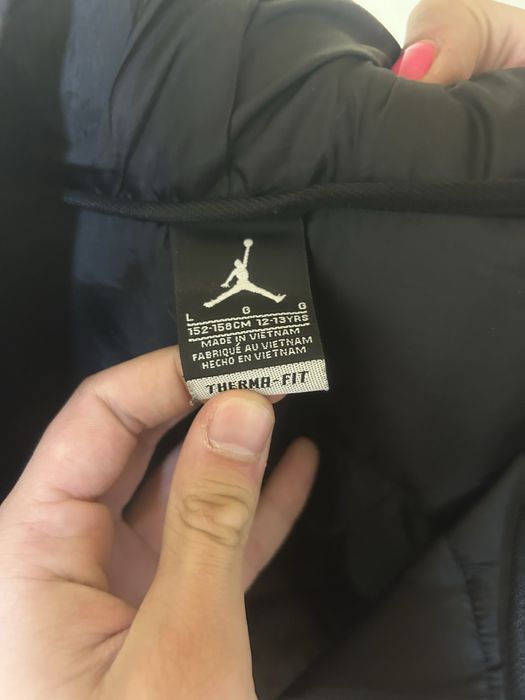 L G G
152-158CM 12-13YRS
MADE IN VIETNAM
FABRIQUÉ AU VIETNAM
HECHO EN VIETNAM
THERMA-FIT